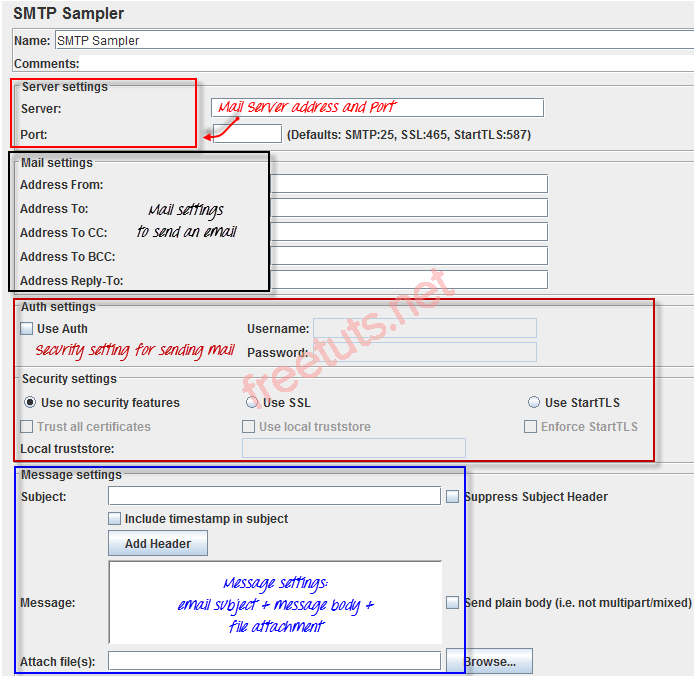 SMTP Sampler
Name: SMTP Sampler
Comments:
Server settings
Server: Mail Server address and Port
Port: (Defaults: SMTP:25, SSL:465, StartTLS:587)
Mail settings
Address From:
Address To: Mail settings
Address To CC: to send an email
Address To BCC:
Address Reply-To:
Auth settings
Use Auth Username:
Security setting for sending mail Password:
Security settings
Use no security features Use SSL Use StartTLS
Trust all certificates Use local truststore Enforce StartTLS
Local truststore:
freetuts.net
Message settings
Subject: Suppress Subject Header
Include timestamp in subject
Add Header
Message settings:
Message: email subject + message body + Send plain body (i.e. not multipart/mixed)
file attachment
Attach file(s): Browse...